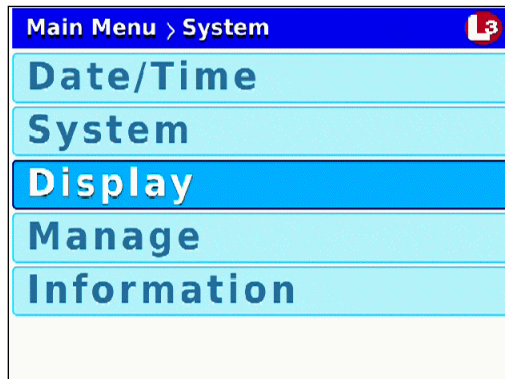 Main Menu > System
L3
Date/Time
System
Display
Manage
Information